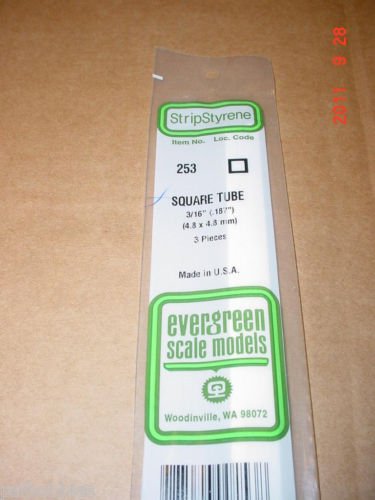 2011 9 28
StripStyrene
Item No. Loc. Code
253
SQUARE TUBE
3/16" (.187")
(4.8 x 4.8 mm)
3 Pieces
Made in U.S.A.
evergreen
scale models
Woodinville, WA 98072